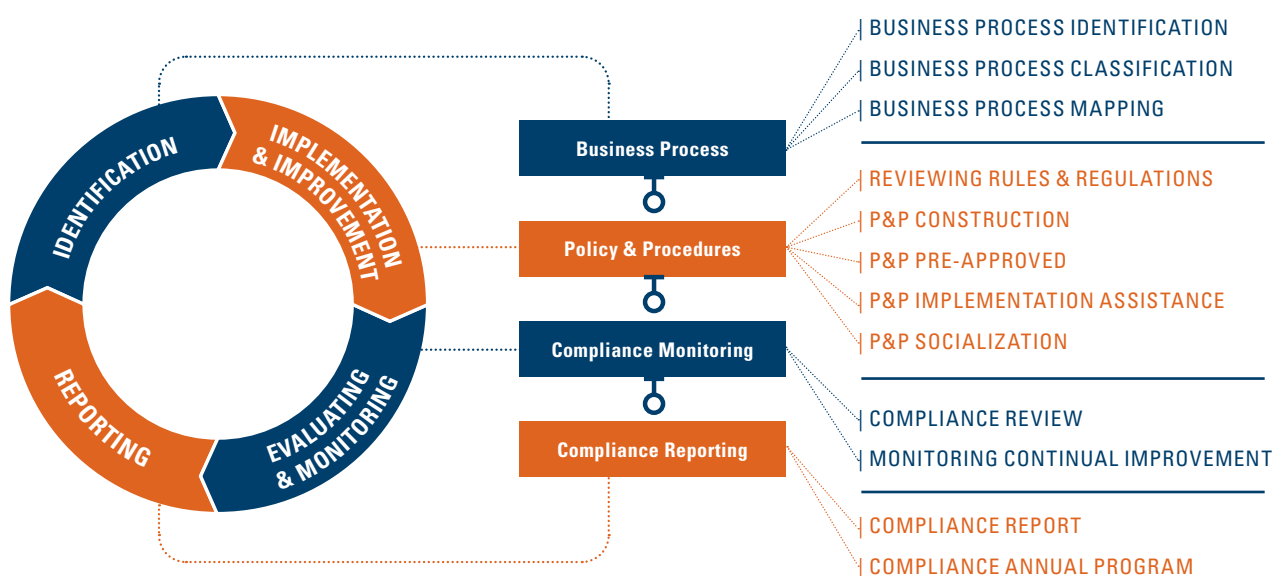 IDENTIFICATION
IMPLEMENTATION
& IMPROVEMENT
EVALUATING
& MONITORING
REPORTING
Business Process
Policy & Procedures
Compliance Monitoring
Compliance Reporting
BUSINESS PROCESS IDENTIFICATION
BUSINESS PROCESS CLASSIFICATION
BUSINESS PROCESS MAPPING
REVIEWING RULES & REGULATIONS
P&P CONSTRUCTION
P&P PRE-APPROVED
P&P IMPLEMENTATION ASSISTANCE
P&P SOCIALIZATION
COMPLIANCE REVIEW
MONITORING CONTINUAL IMPROVEMENT
COMPLIANCE REPORT
COMPLIANCE ANNUAL PROGRAM